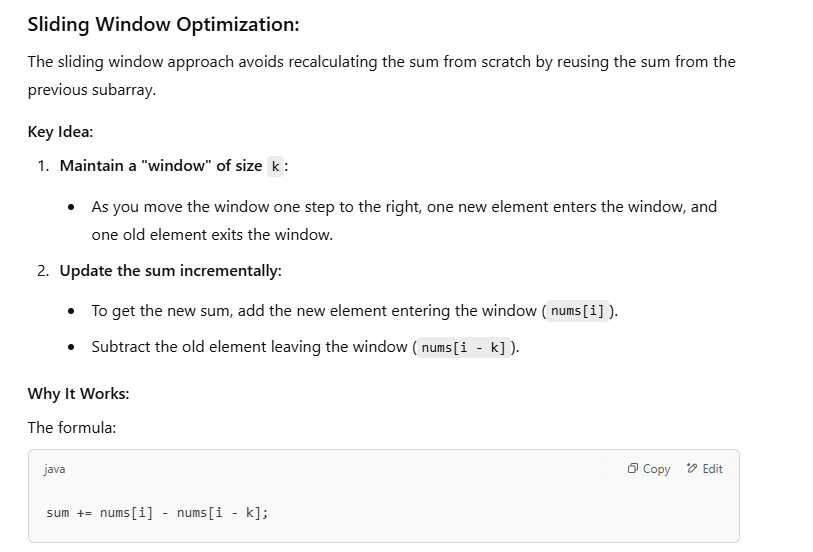 Sliding Window Optimization:
The sliding window approach avoids recalculating the sum from scratch by reusing the sum from the
previous subarray.
Key Idea:
1. Maintain a "window" of size k:
• As you move the window one step to the right, one new element enters the window, and
one old element exits the window.
2. Update the sum incrementally:
• To get the new sum, add the new element entering the window (nums[i]).
• Subtract the old element leaving the window (nums[i - k]).
Why It Works:
The formula:
java Copy Edit
sum += nums[i] - nums[i - k];